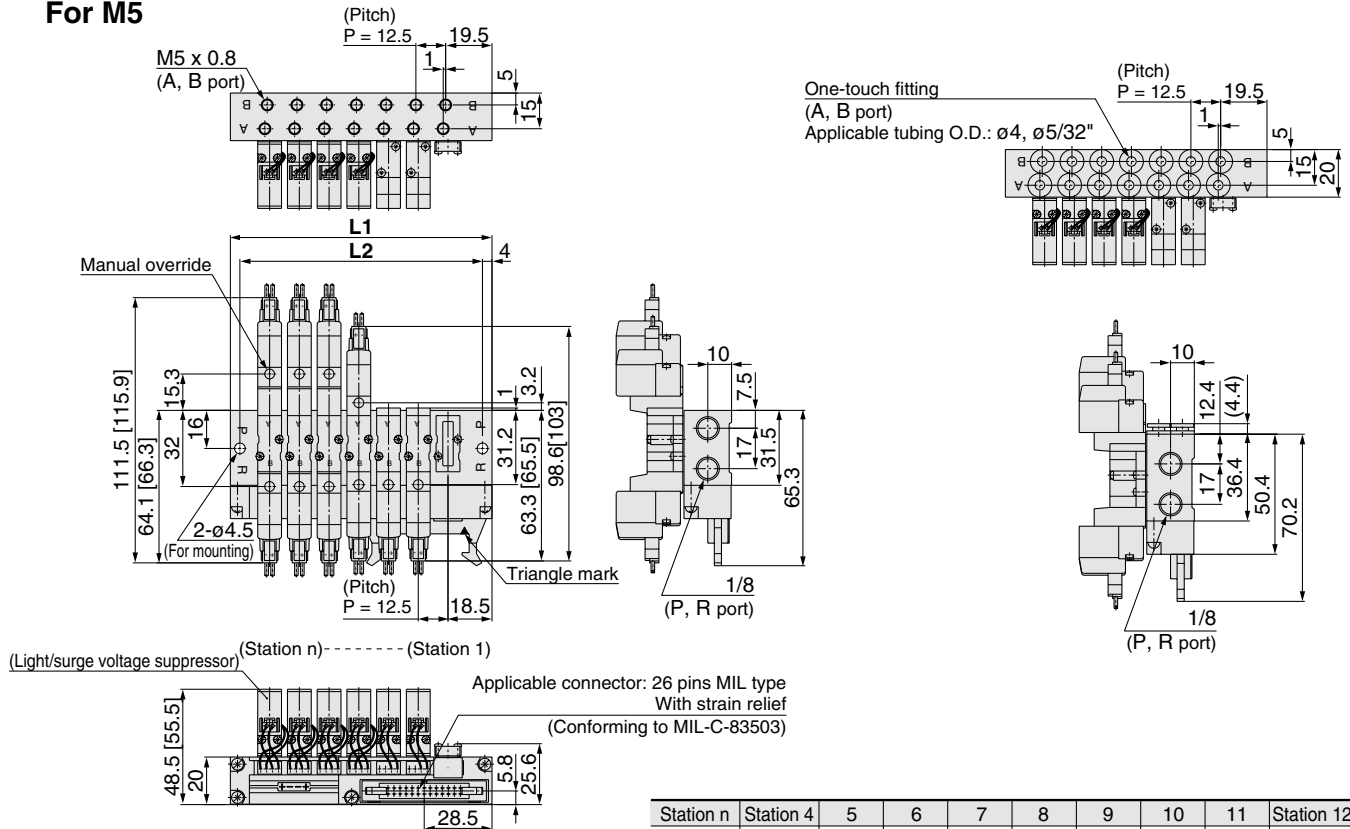 For M5
(Pitch)
P = 12.5
19.5
1
M5 x 0.8
(A, B port)
5
15
B
B
A
A
L1
L2
4
Manual override
111.5 [115.9]
64.1 [66.3]
15.3
32
16
P
R
A
B
P
R
1
3.2
31.2
63.3 [65.5]
98.6[103]
2-ø4.5
(For mounting)
Triangle mark
(Pitch)
P = 12.5
18.5
10
7.5
17
31.5
65.3
1/8
(P, R port)
(Station n)-------(Station 1)
(Light/surge voltage suppressor)
Applicable connector: 26 pins MIL type
With strain relief
(Conforming to MIL-C-83503)
48.5 [55.5]
20
5.8
25.6
28.5
One-touch fitting
(A, B port)
Applicable tubing O.D.: ø4, ø5/32"
(Pitch)
P = 12.5
19.5
1
5
15
20
B
B
A
A
10
12.4
(4.4)
17
36.4
50.4
70.2
1/8
(P, R port)
Station n Station 4 5 6 7 8 9 10 11 Station 12